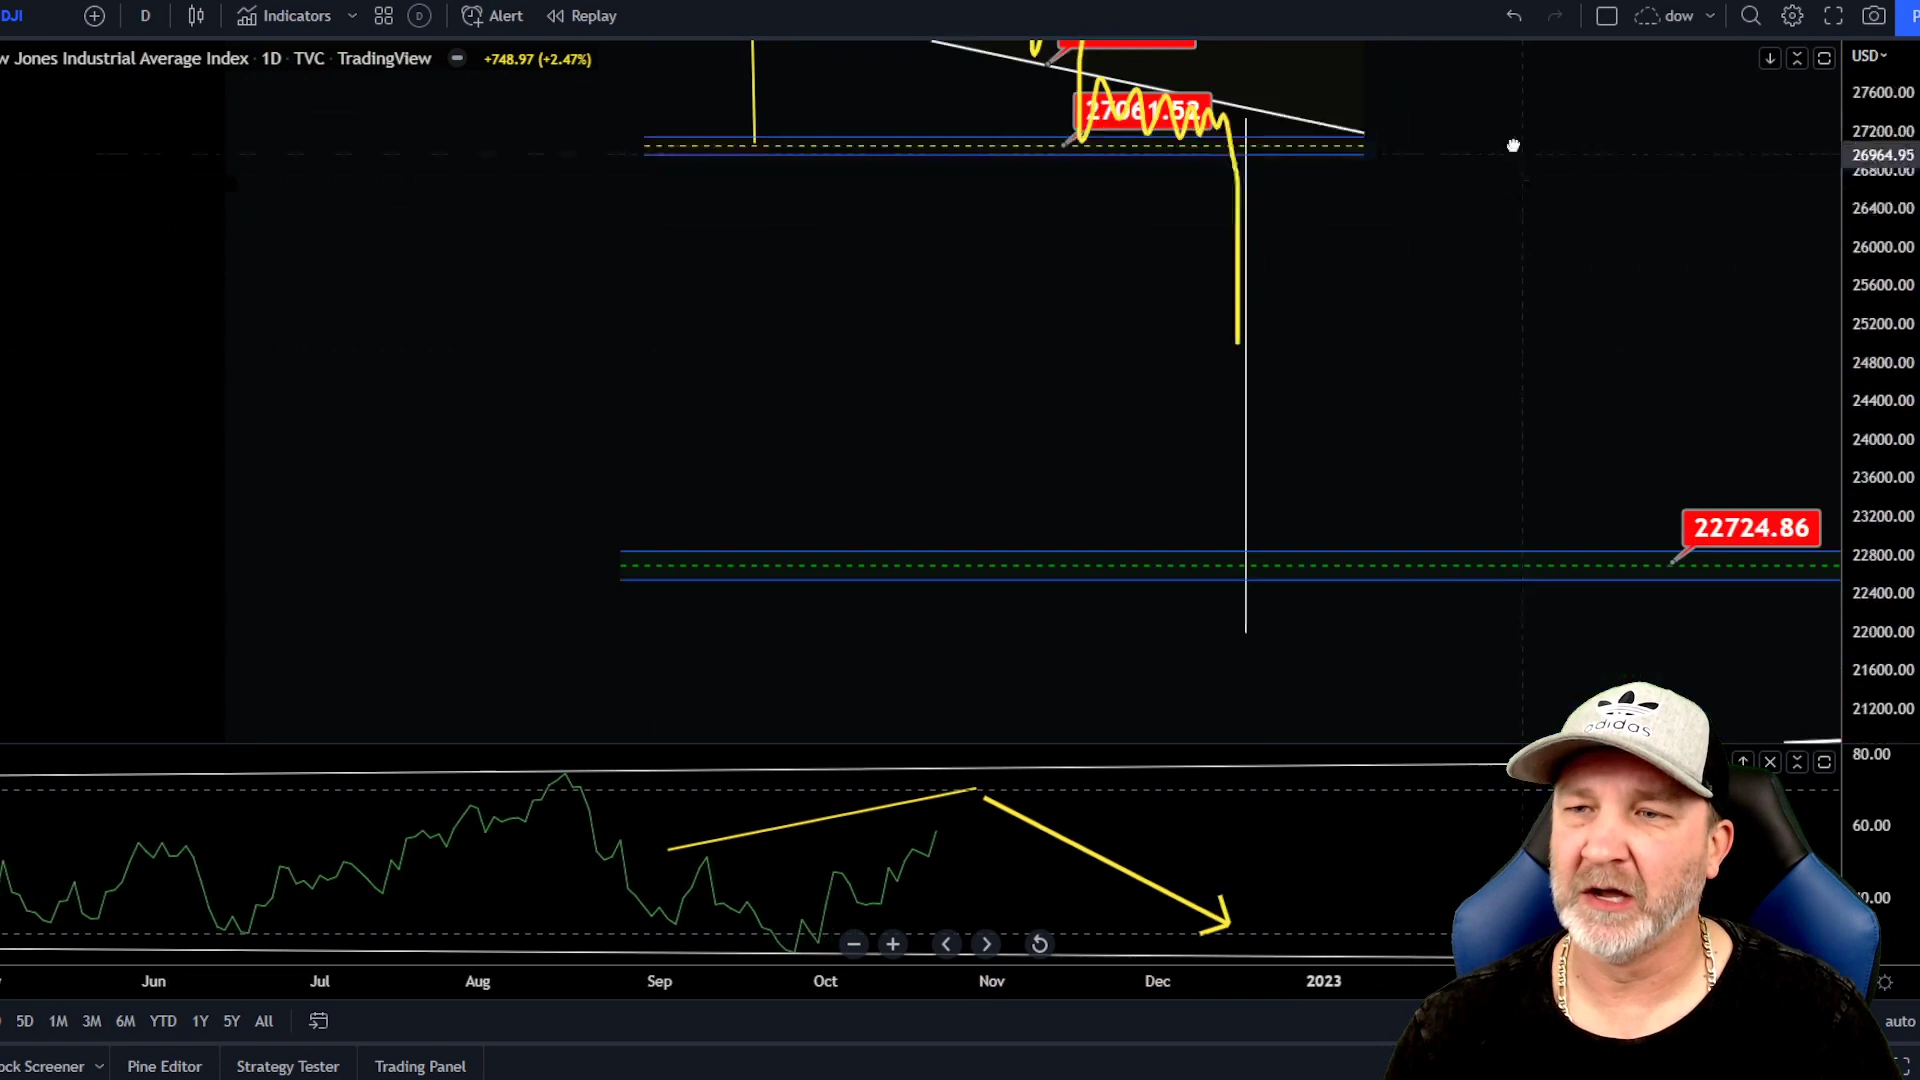 DJI
D
Indicators
D
Alert
Replay
dow
P
w Jones Industrial Average Index · 1D · TVC · TradingView
+748.97 (+2.47%)
USD
27600.00
27200.00
26964.95
26800.00
26400.00
26000.00
25600.00
25200.00
24800.00
24400.00
24000.00
23600.00
23200.00
22800.00
22400.00
22000.00
21600.00
21200.00
27061.52
22724.86
80.00
60.00
adidas
Jun Jul Aug Sep Oct Nov Dec 2023
5D 1M 3M 6M YTD 1Y 5Y All
auto
ock Screener
Pine Editor
Strategy Tester
Trading Panel